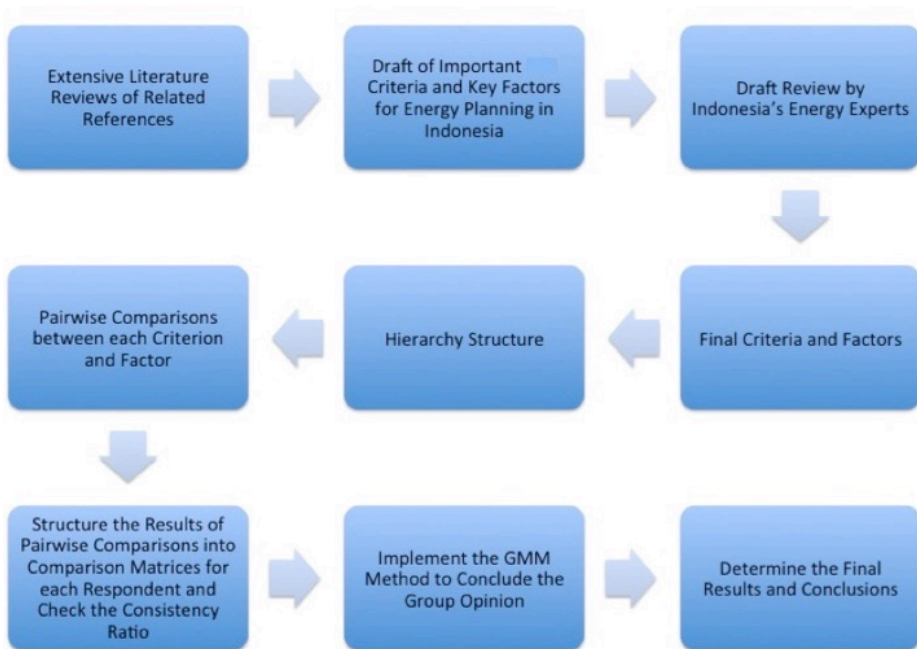 Extensive Literature
Reviews of Related
References
Draft of Important
Criteria and Key Factors
for Energy Planning in
Indonesia
Draft Review by
Indonesia's Energy Experts
Final Criteria and Factors
Hierarchy Structure
Pairwise Comparisons
between each Criterion
and Factor
Structure the Results of
Pairwise Comparisons into
Comparison Matrices for
each Respondent and
Check the Consistency
Ratio
Implement the GMM
Method to Conclude the
Group Opinion
Determine the Final
Results and Conclusions